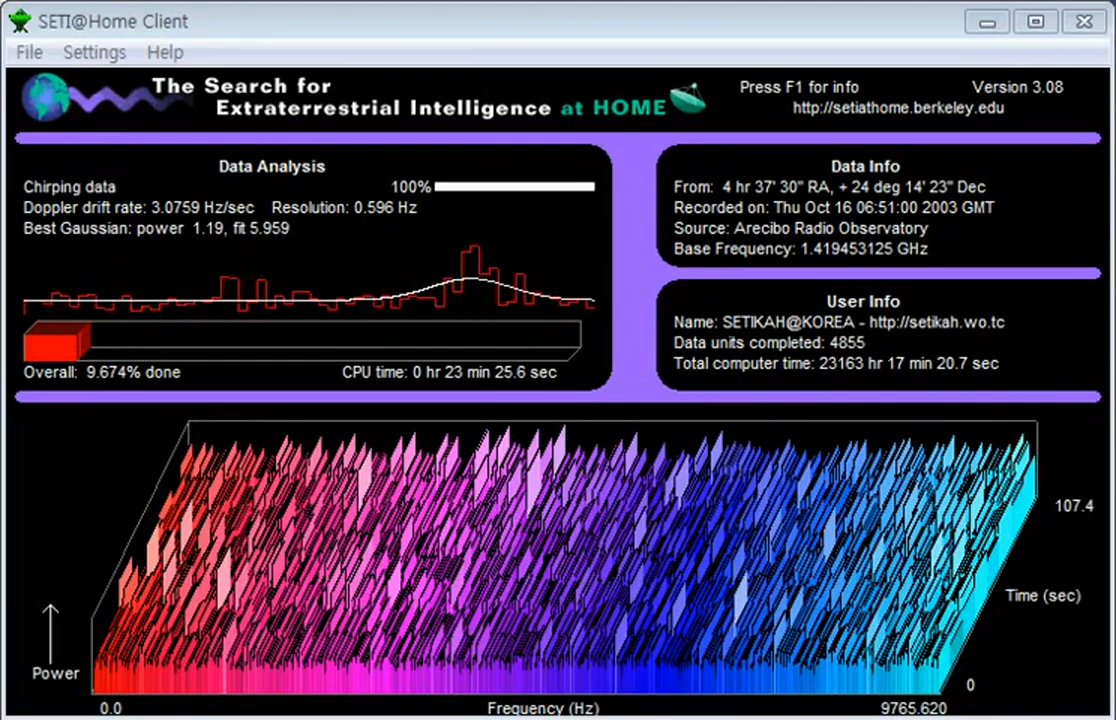 SETI@Home Client
File Settings Help
The Search for
Extraterrestrial Intelligence at HOME
Press F1 for info Version 3.08
http://setiathome.berkeley.edu
Data Analysis
Chirping data 100%
Doppler drift rate: 3.0759 Hz/sec Resolution: 0.596 Hz
Best Gaussian: power 1.19, fit 5.959
Overall: 9.674% done CPU time: 0 hr 23 min 25.6 sec
Data Info
From: 4 hr 37' 30" RA, + 24 deg 14' 23" Dec
Recorded on: Thu Oct 16 06:51:00 2003 GMT
Source: Arecibo Radio Observatory
Base Frequency: 1.419453125 GHz
User Info
Name: SETIKAH@KOREA - http://setikah.wo.tc
Data units completed: 4855
Total computer time: 23163 hr 17 min 20.7 sec
107.4
Time (sec)
Power
0
0.0 Frequency (Hz) 9765.620